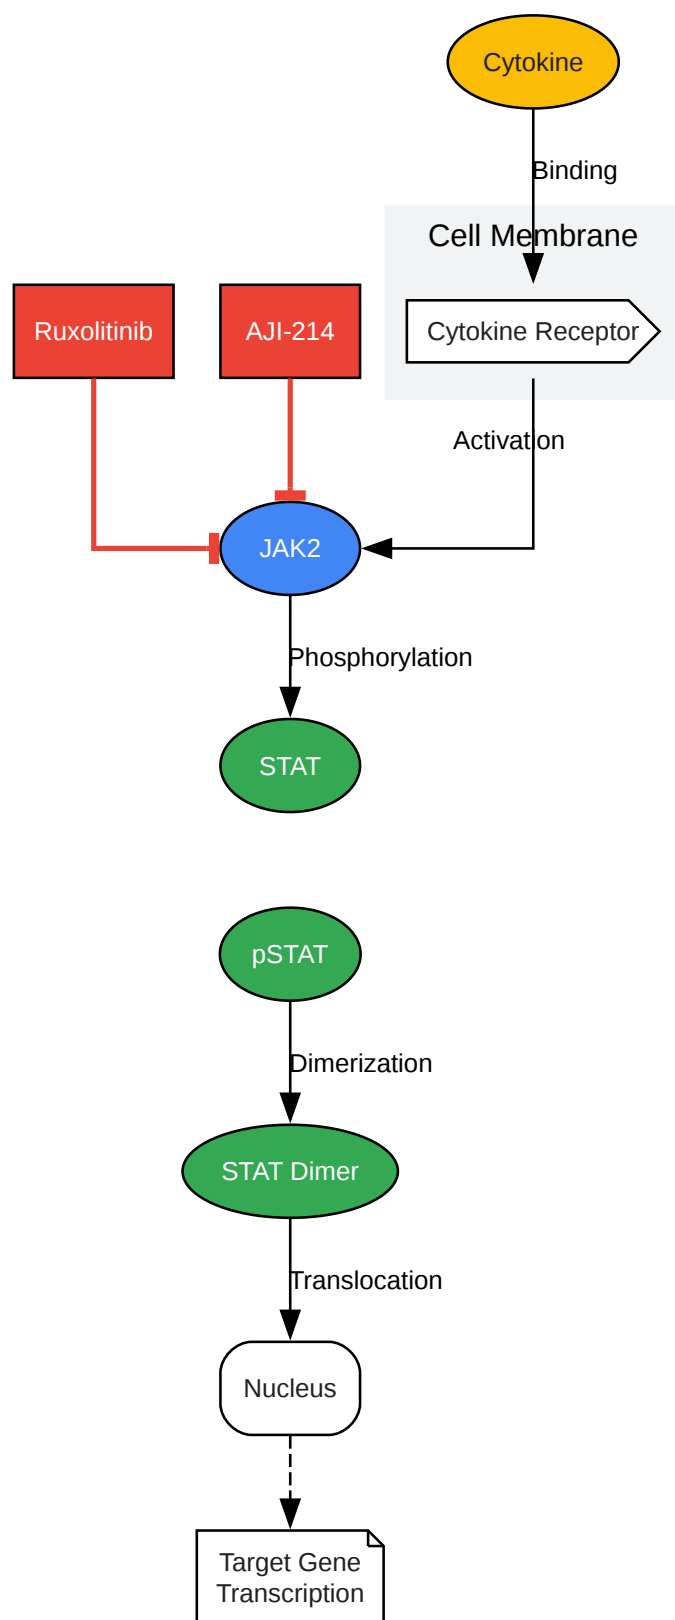 Cytokine
Binding
Cell Membrane
Ruxolitinib
AJI-214
Cytokine Receptor
Activation
JAK2
Phosphorylation
STAT
pSTAT
Dimerization
STAT Dimer
Translocation
Nucleus
Target Gene
Transcription